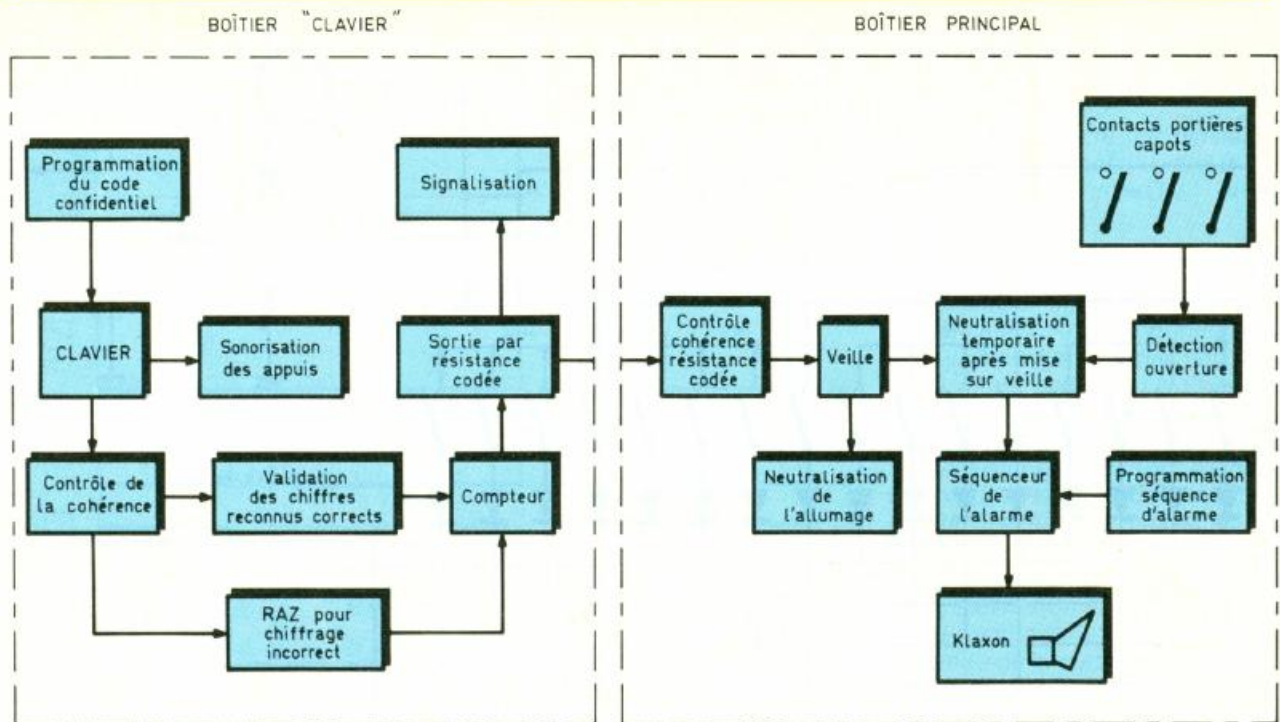 BOÎTIER "CLAVIER"
Programmation
du code
confidentiel
Signalisation
CLAVIER
Sonorisation
des appuis
Sortie par
résistance
codée
Contrôle de
la cohérence
Validation
des chiffres
reconnus corrects
Compteur
RAZ pour
chiffrage
incorrect
BOÎTIER PRINCIPAL
Contacts portières
capots
Contrôle
cohérence
résistance
codée
Veille
Neutralisation
temporaire
après mise
sur veille
Détection
ouverture
Neutralisation
de
l'allumage
Séquenceur
de
l'alarme
Programmation
séquence
d'alarme
Klaxon